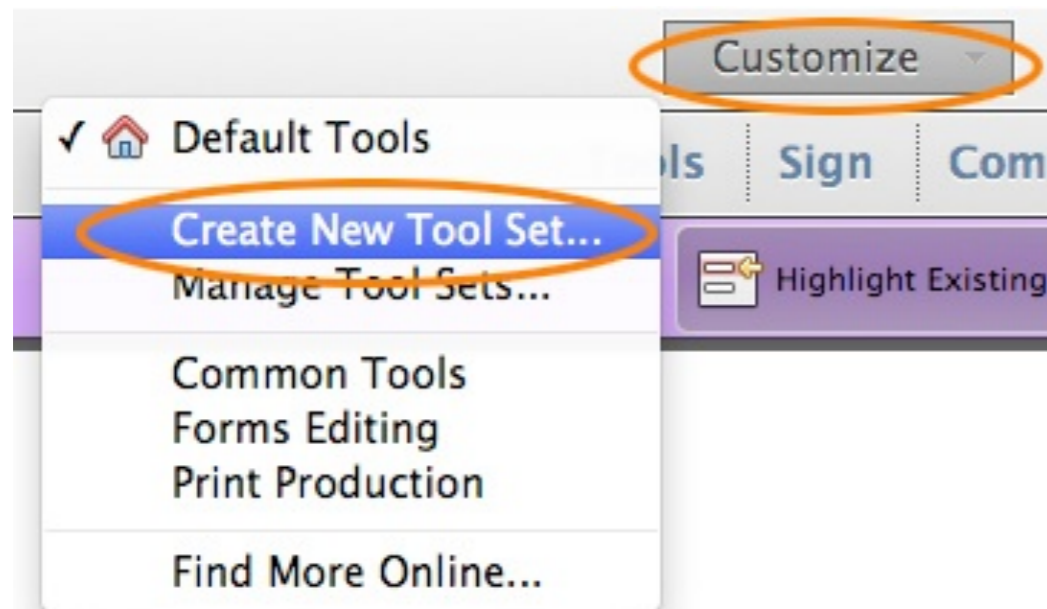 Customize
Default Tools
Sign
Create New Tool Set...
Manage Tool Sets...
Highlight Existing
Common Tools
Forms Editing
Print Production
Find More Online...